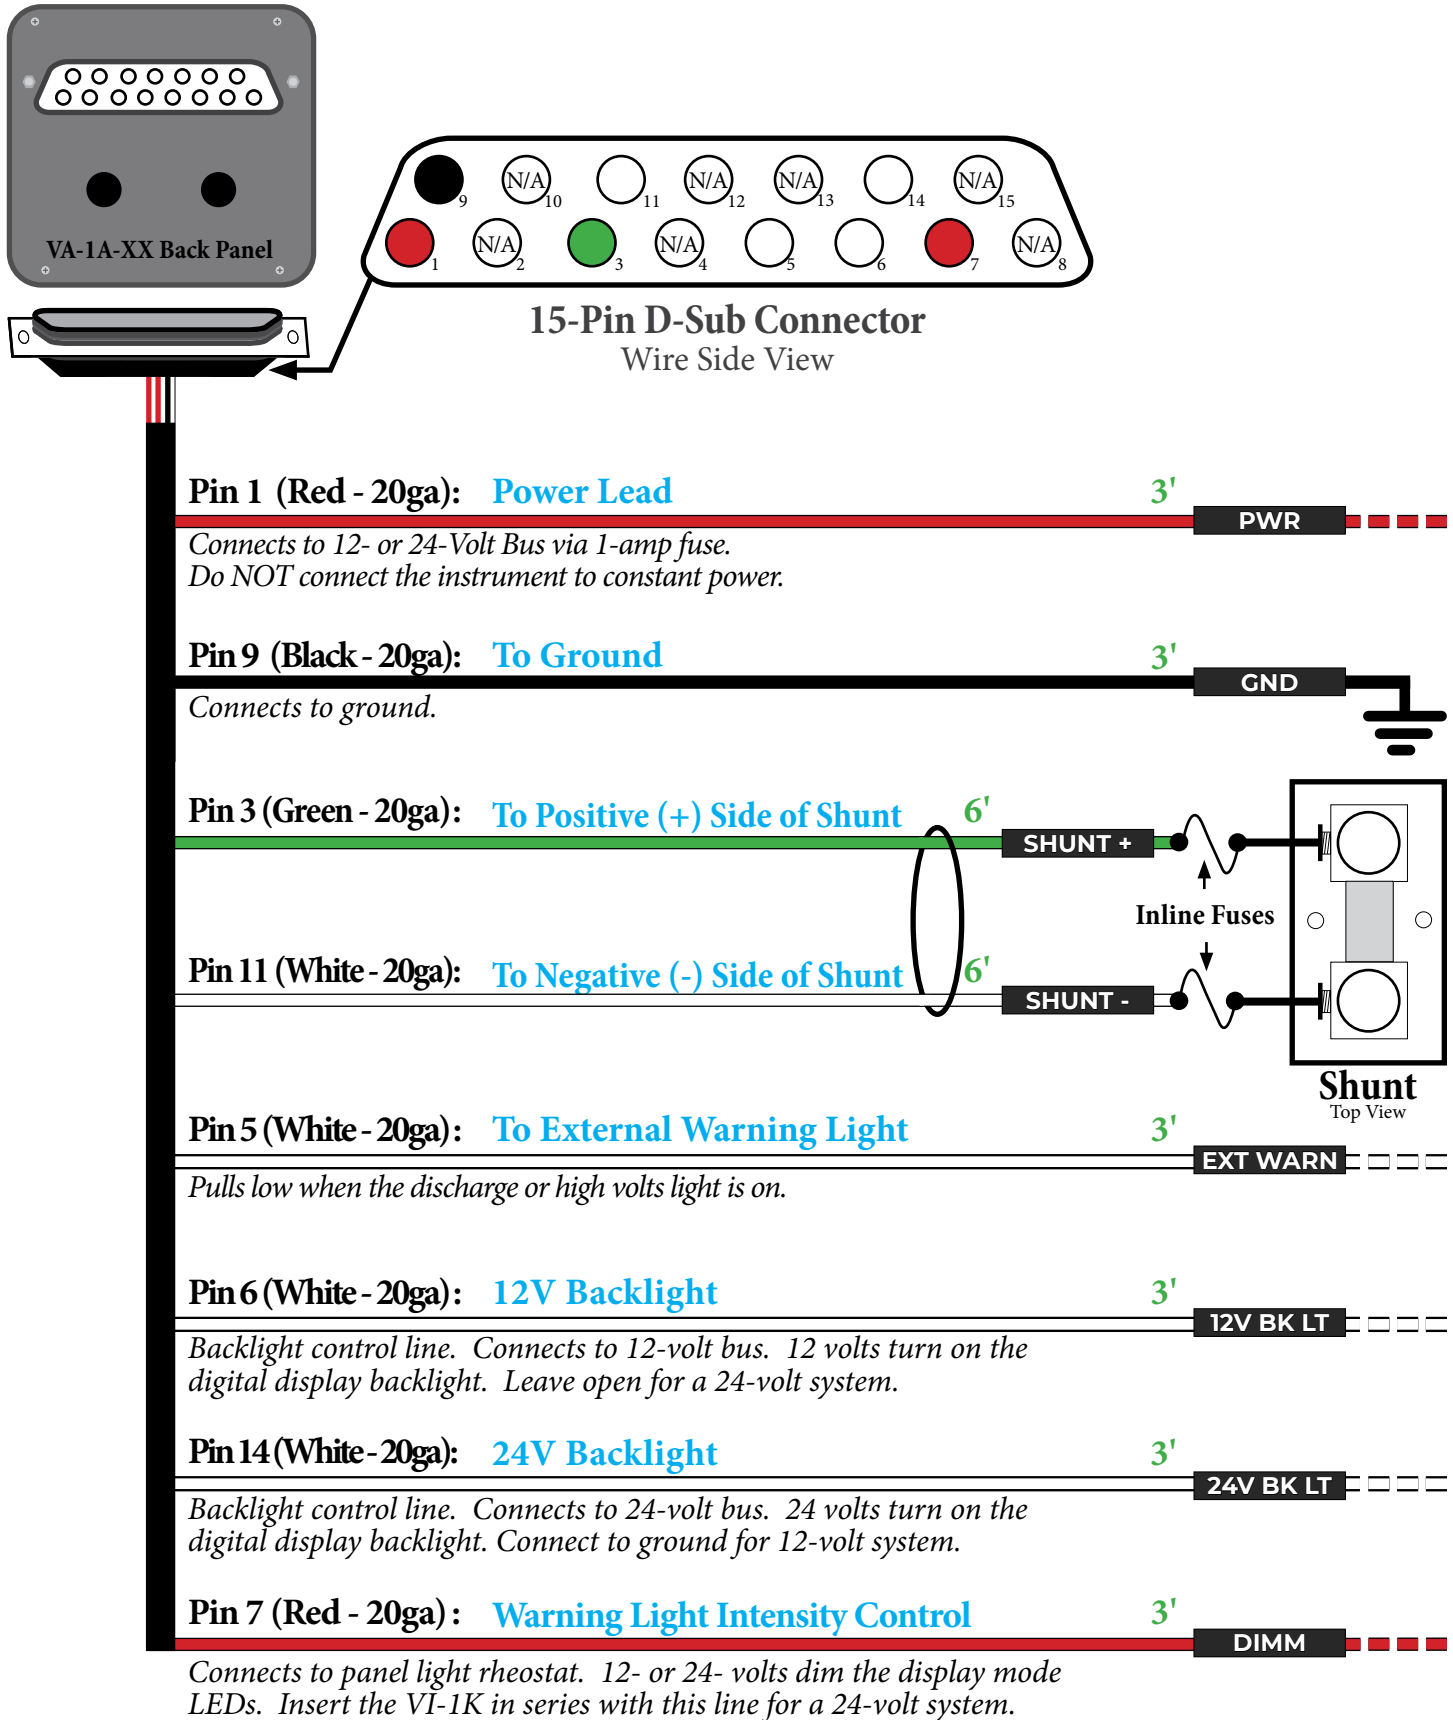 VA-1A-XX Back Panel
9 N/A 10 11 N/A 12 N/A 13 14 N/A 15
1 N/A 2 3 N/A 4 5 6 7 N/A 8
15-Pin D-Sub Connector
Wire Side View
Pin 1 (Red - 20ga): Power Lead 3'
PWR
Connects to 12- or 24-Volt Bus via 1-amp fuse.
Do NOT connect the instrument to constant power.
Pin 9 (Black - 20ga): To Ground 3'
GND
Connects to ground.
Pin 3 (Green - 20ga): To Positive (+) Side of Shunt 6'
SHUNT +
Inline Fuses
Pin 11 (White - 20ga): To Negative (-) Side of Shunt 6'
SHUNT -
Shunt
Top View
Pin 5 (White - 20ga): To External Warning Light 3'
EXT WARN
Pulls low when the discharge or high volts light is on.
Pin 6 (White - 20ga): 12V Backlight 3'
12V BK LT
Backlight control line. Connects to 12-volt bus. 12 volts turn on the
digital display backlight. Leave open for a 24-volt system.
Pin 14 (White - 20ga): 24V Backlight 3'
24V BK LT
Backlight control line. Connects to 24-volt bus. 24 volts turn on the
digital display backlight. Connect to ground for 12-volt system.
Pin 7 (Red - 20ga): Warning Light Intensity Control 3'
DIMM
Connects to panel light rheostat. 12- or 24- volts dim the display mode
LEDs. Insert the VI-1K in series with this line for a 24-volt system.